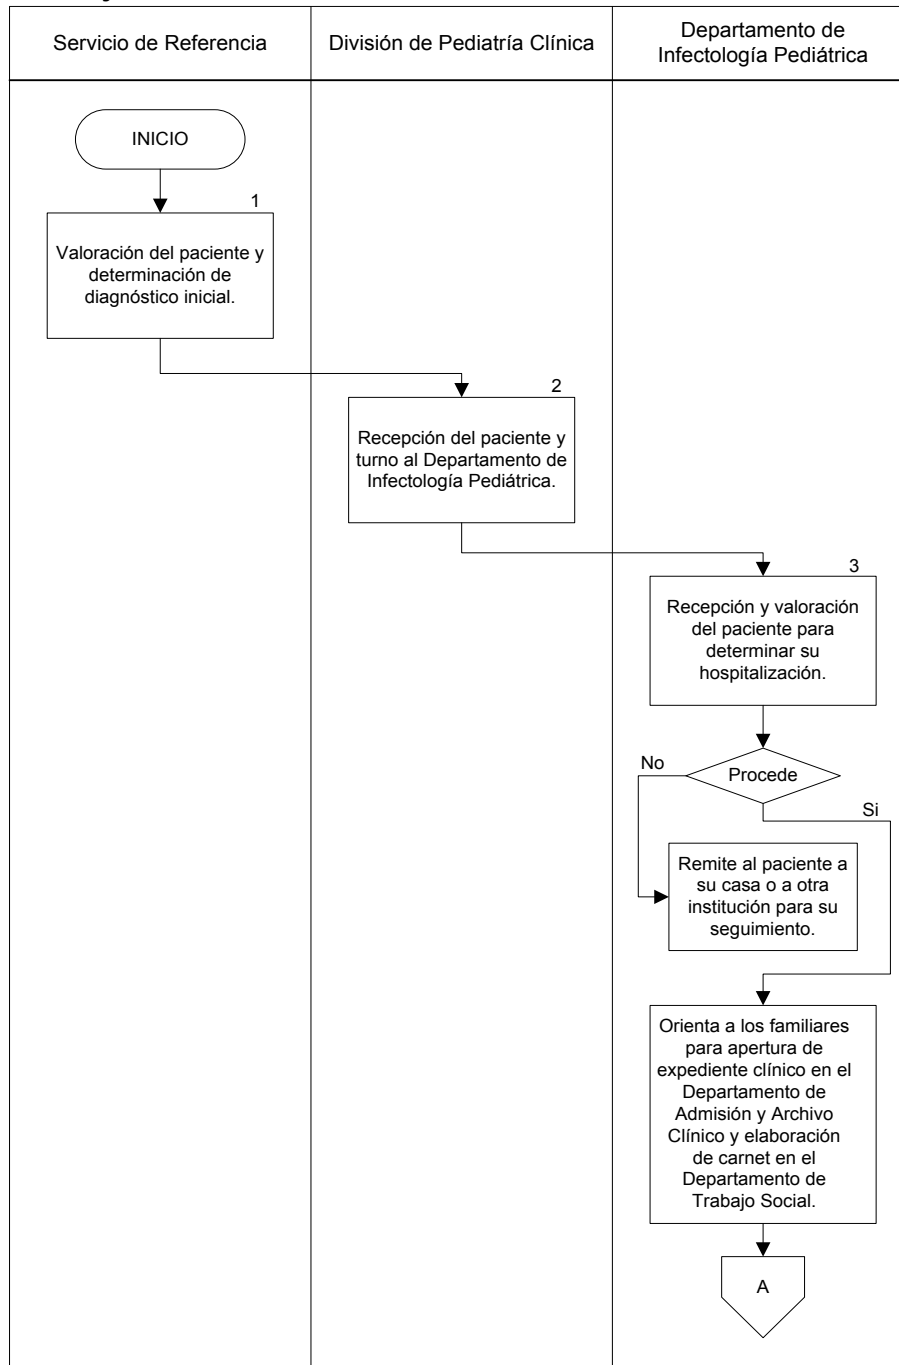 Servicio de Referencia
División de Pediatría Clínica
Departamento de
Infectología Pediátrica
INICIO
1
Valoración del paciente y
determinación de
diagnóstico inicial.
2
Recepción del paciente y
turno al Departamento de
Infectología Pediátrica.
3
Recepción y valoración
del paciente para
determinar su
hospitalización.
Procede
No
Si
Remite al paciente a
su casa o a otra
institución para su
seguimiento.
Orienta a los familiares
para apertura de
expediente clínico en el
Departamento de
Admisión y Archivo
Clínico y elaboración
de carnet en el
Departamento de
Trabajo Social.
A